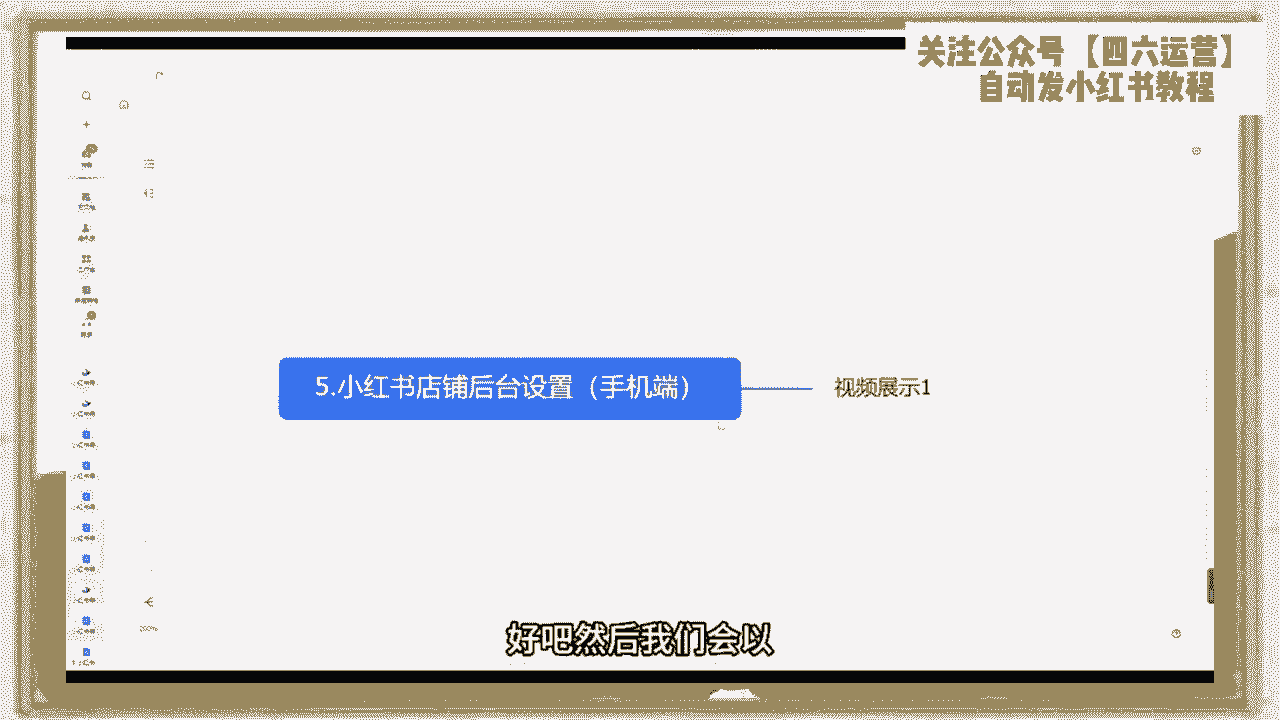 关注公众号【四六运营】
自动发小红书教程
5.小红书店铺后台设置（手机端）
视频展示1
好吧然后我们会以